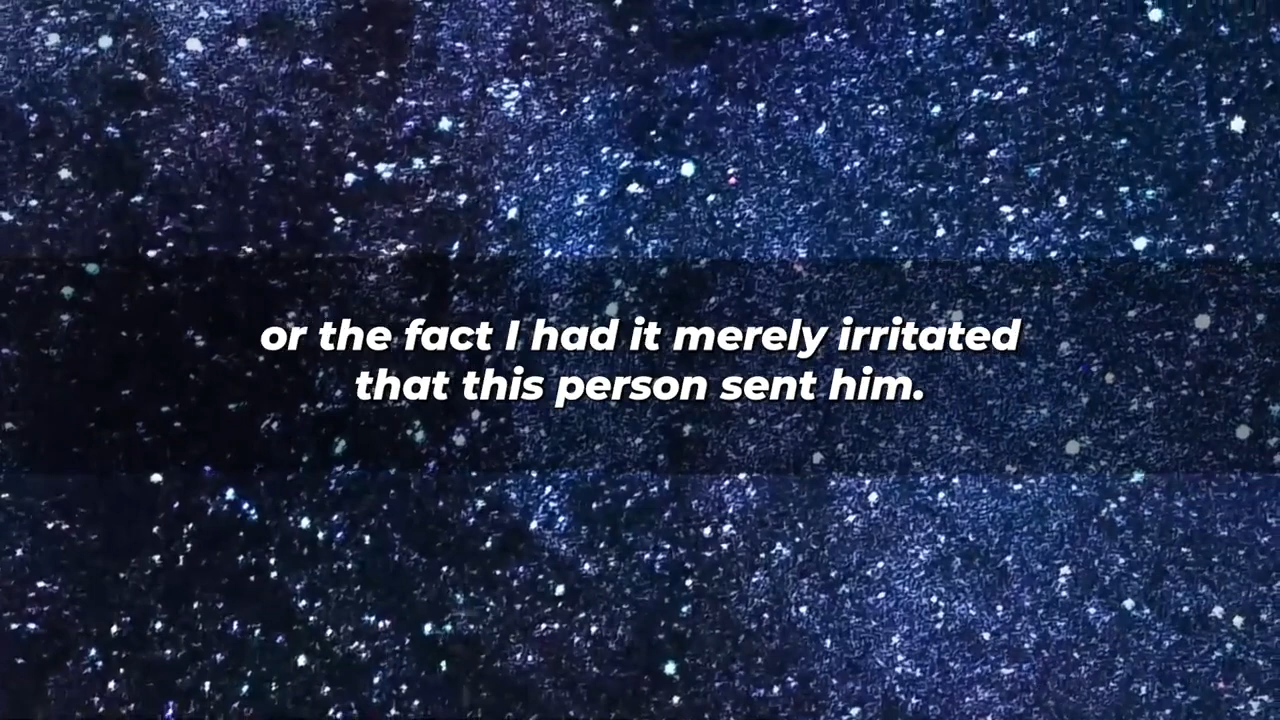 or the fact I had it merely irritated
that this person sent him.